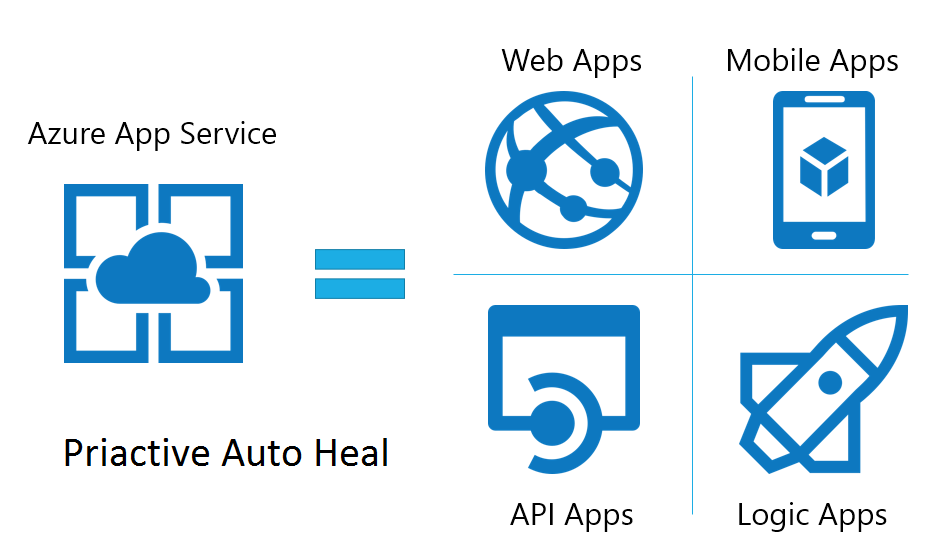 Azure App Service
Priactive Auto Heal
Web Apps
Mobile Apps
API Apps
Logic Apps